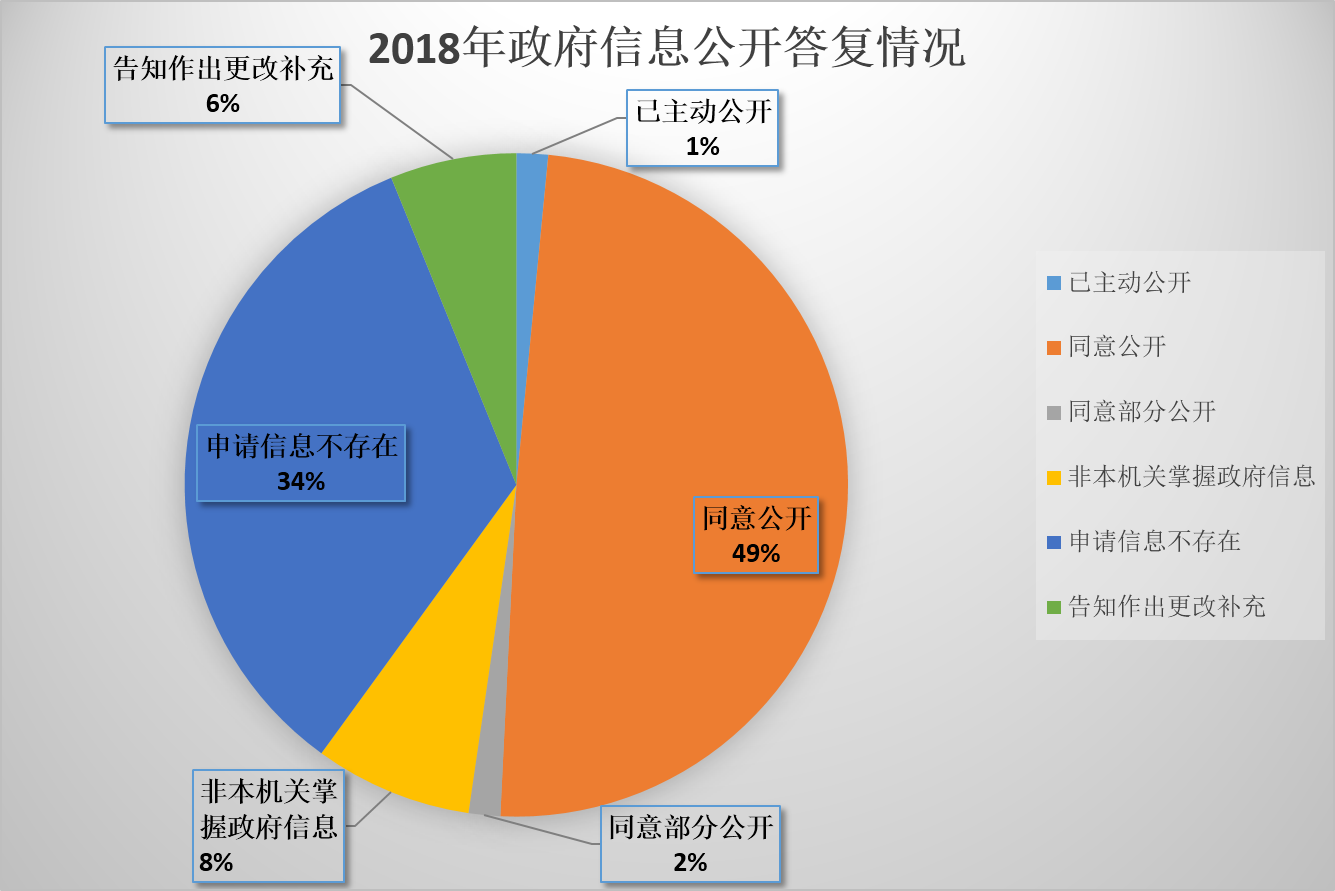 2018年政府信息公开答复情况
告知作出更改补充
6%
已主动公开
1%
申请信息不存在
34%
同意公开
49%
非本机关掌
握政府信息
8%
同意部分公开
2%
已主动公开
同意公开
同意部分公开
非本机关掌握政府信息
申请信息不存在
告知作出更改补充